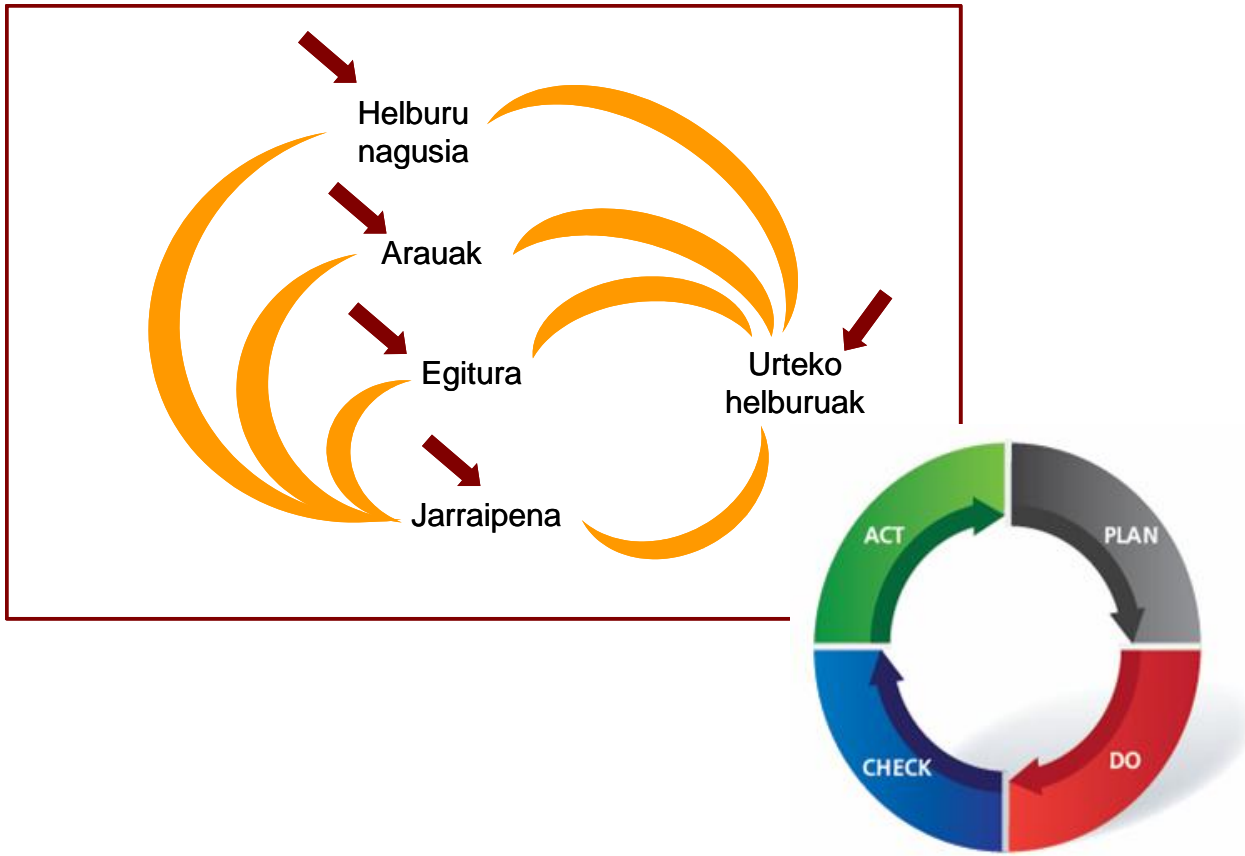 Helburu
nagusia
Arauak
Egitura
Urteko
helburuak
Jarraipena
ACT
PLAN
CHECK
DO